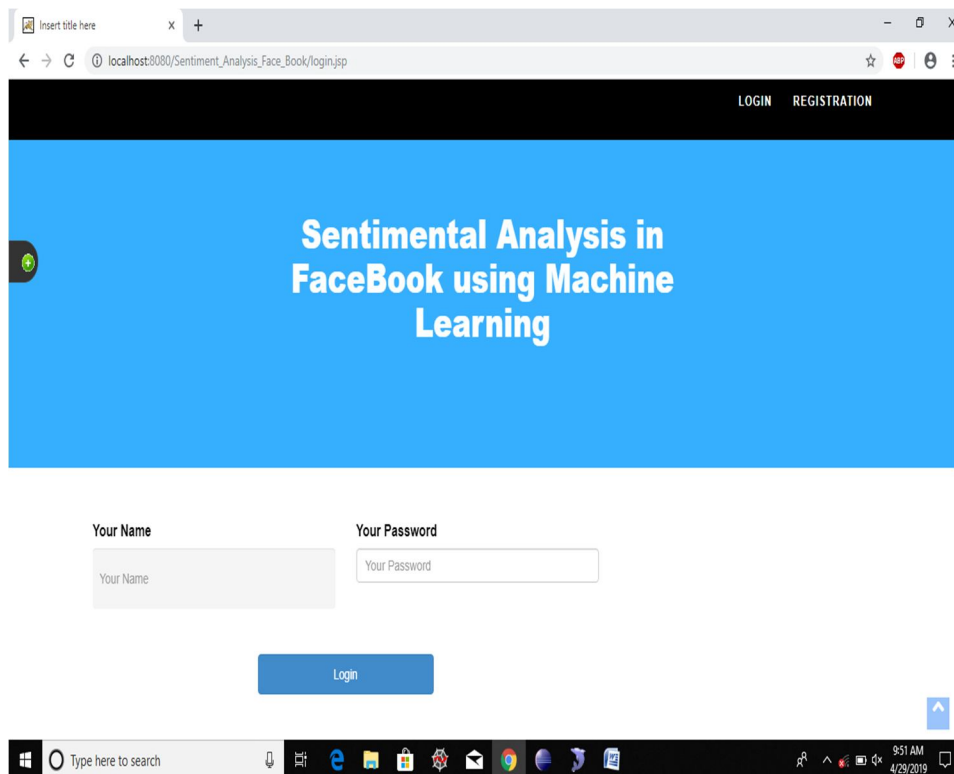 Insert title here
localhost:8080/Sentiment_Analysis_Face_Book/login.jsp
ABP
LOGIN REGISTRATION
Sentimental Analysis in
FaceBook using Machine
Learning
Your Name Your Password
Your Name Your Password
Login
Type here to search
9:51 AM
4/29/2019